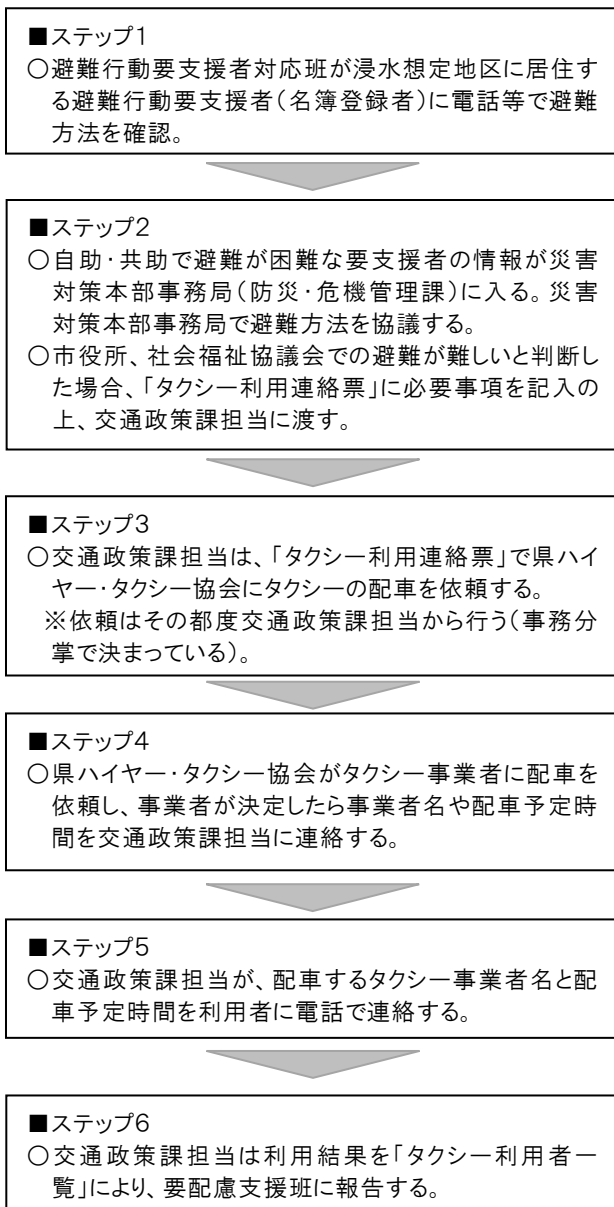 ■ステップ1
○避難行動要支援者対応班が浸水想定地区に居住す
る避難行動要支援者(名簿登録者)に電話等で避難
方法を確認。
■ステップ2
○自助・共助で避難が困難な要支援者の情報が災害
対策本部事務局(防災・危機管理課)に入る。災害
対策本部事務局で避難方法を協議する。
○市役所、社会福祉協議会での避難が難しいと判断し
た場合、「タクシー利用連絡票」に必要事項を記入の
上、交通政策課担当に渡す。
■ステップ3
○交通政策課担当は、「タクシー利用連絡票」で県ハイ
ヤー・タクシー協会にタクシーの配車を依頼する。
※依頼はその都度交通政策課担当から行う(事務分
掌で決まっている)。
■ステップ4
○県ハイヤー・タクシー協会がタクシー事業者に配車を
依頼し、事業者が決定したら事業者名や配車予定時
間を交通政策課担当に連絡する。
■ステップ5
○交通政策課担当が、配車するタクシー事業者名と配
車予定時間を利用者に電話で連絡する。
■ステップ6
○交通政策課担当は利用結果を「タクシー利用者一
覧」により、要配慮支援班に報告する。